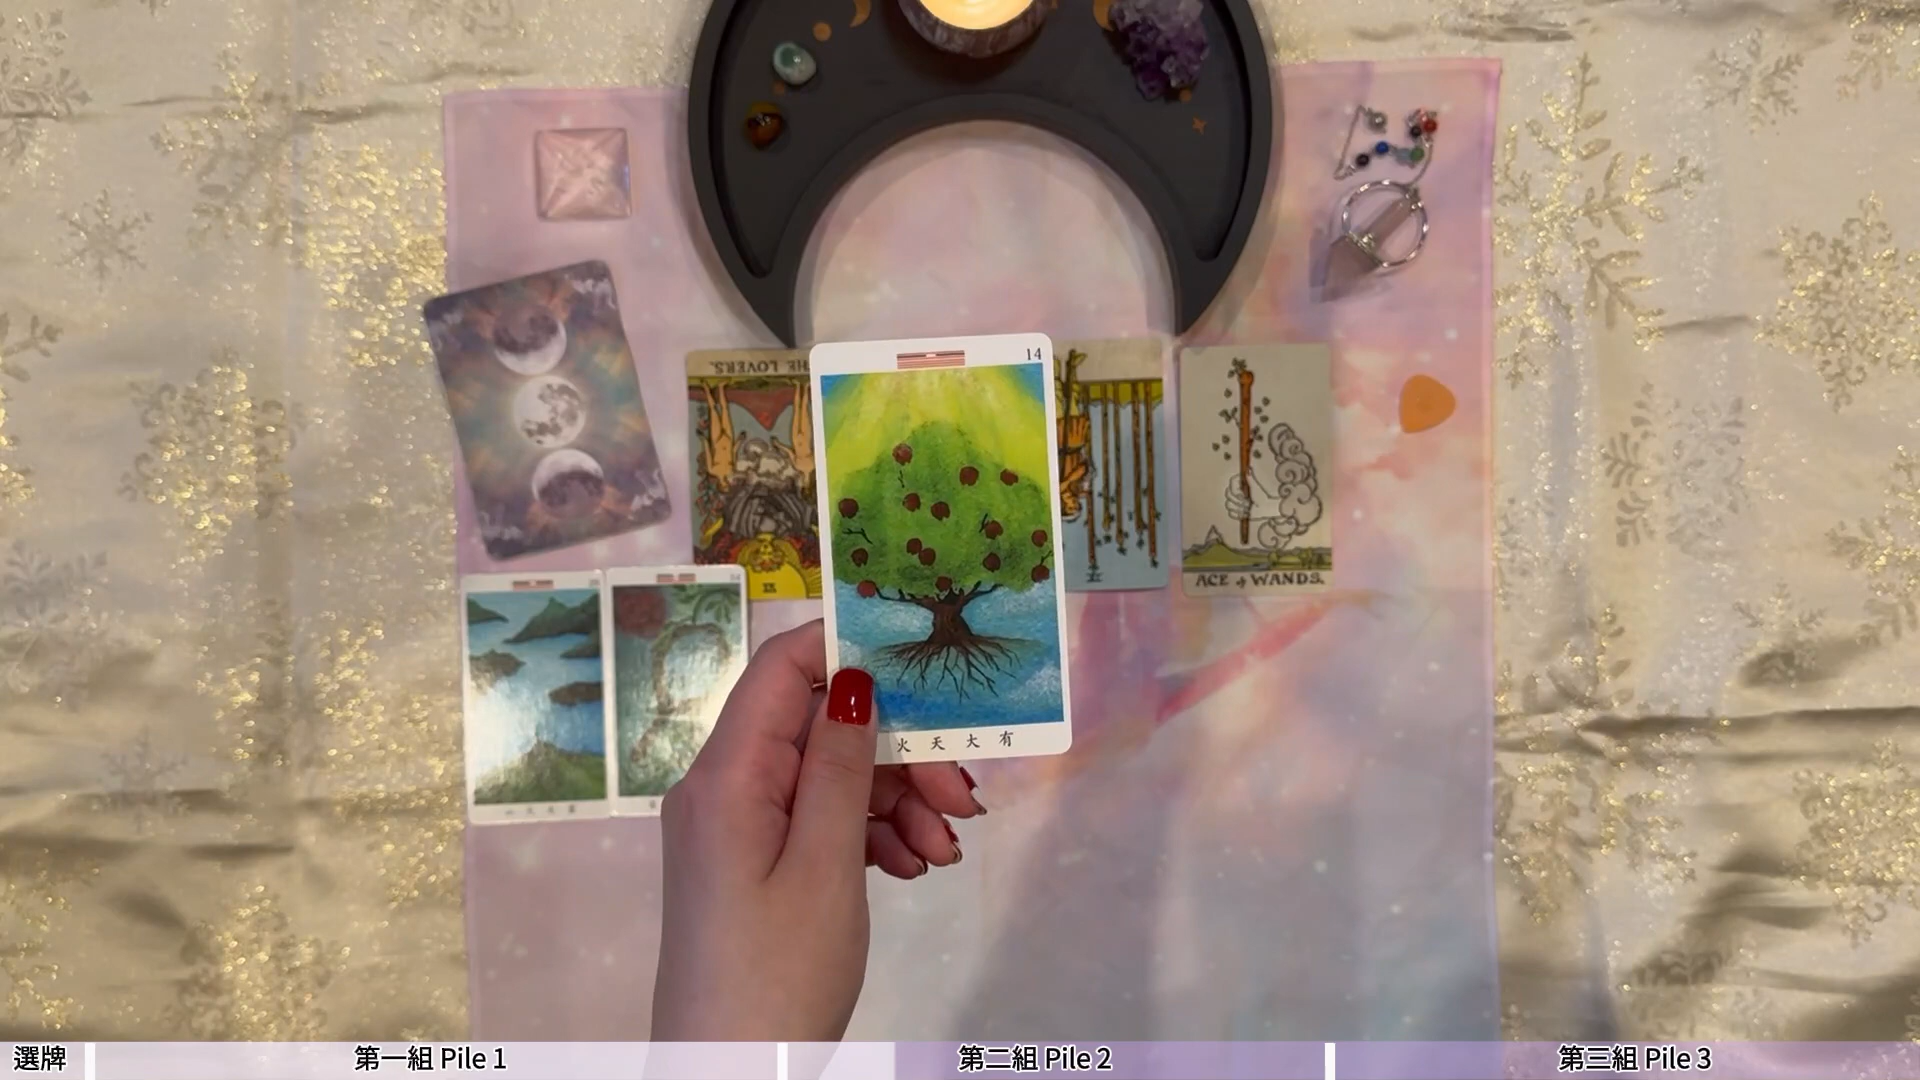 14
THE LOVERS.
VI
ACE of WANDS.
火天大有
選牌
第一組 Pile 1
第二組 Pile 2
第三組 Pile 3